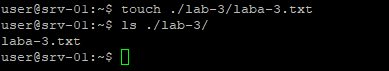 user@srv-01:~$ touch ./lab-3/laba-3.txt
user@srv-01:~$ ls ./lab-3/
laba-3.txt
user@srv-01:~$